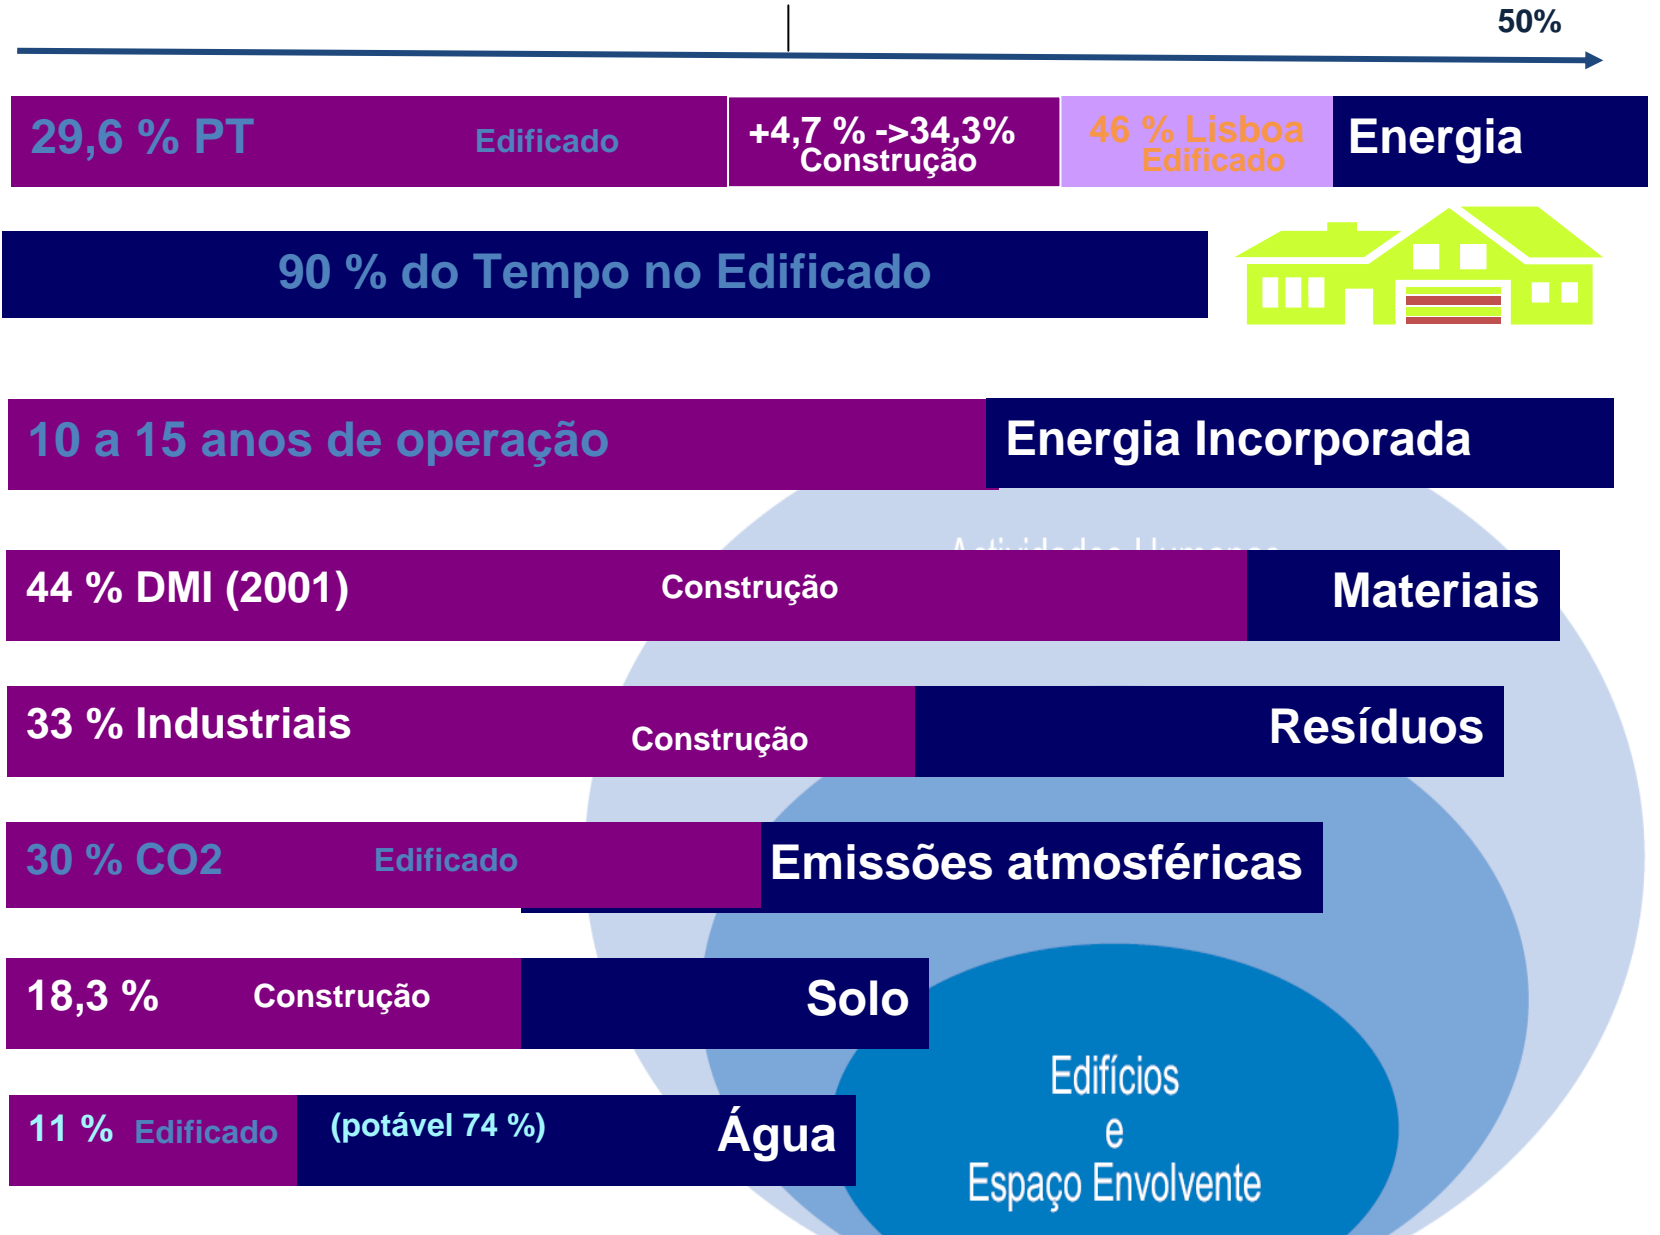 50%
29,6 % PT Edificado +4,7 % ->34,3% Construção 46 % Lisboa Edificado Energia
90 % do Tempo no Edificado
10 a 15 anos de operação Energia Incorporada
Actividades Humanas
44 % DMI (2001) Construção Materiais
33 % Industriais Construção Resíduos
30 % CO2 Edificado Emissões atmosféricas
18,3 % Construção Solo
11 % Edificado (potável 74 %) Água
Edifícios
e
Espaço Envolvente